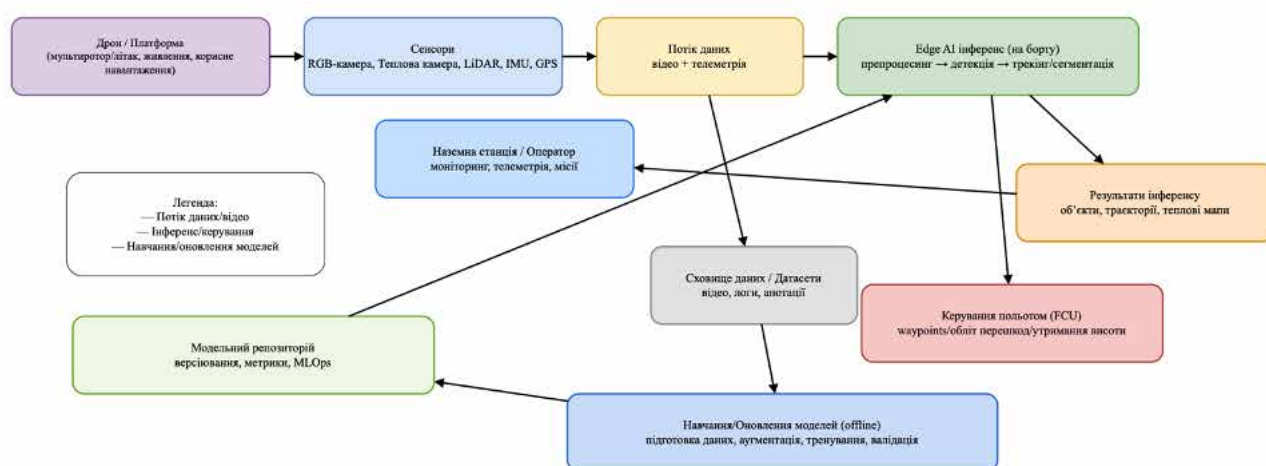 Дрон / Платформа
(мультиротор/літак, живлення, корисне
навантаження)
Сенсори
RGB-камера, Теплова камера, LiDAR, IMU, GPS
Потік даних
відео + телеметрія
Edge AI інференс (на борту)
препроцесинг → детекція → трекінг/сегментація
Наземна станція / Оператор
моніторинг, телеметрія, місії
Легенда:
— Потік даних/відео
— Інференс/керування
— Навчання/оновлення моделей
Результати інференсу
об’єкти, траєкторії, теплові мапи
Сховище даних / Датасети
відео, логи, анотації
Керування польотом (FCU)
waypoints/обліт перешкод/утримання висоти
Модельний репозиторій
версіювання, метрики, MLOps
Навчання/Оновлення моделей (offline)
підготовка даних, аугментація, тренування, валідація